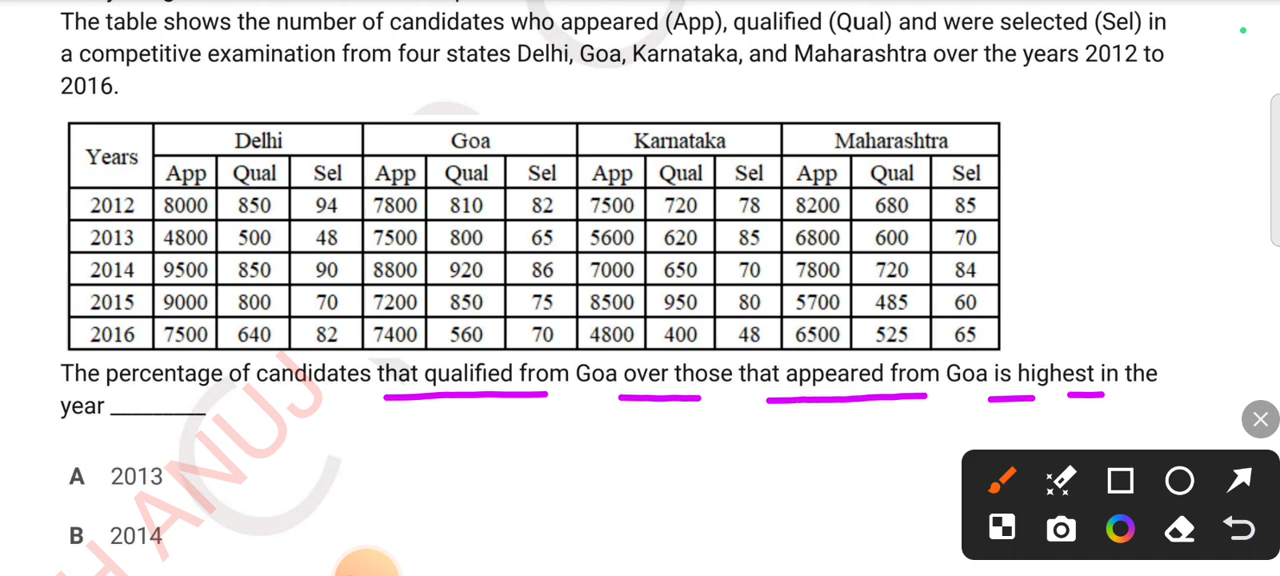 The table shows the number of candidates who appeared (App), qualified (Qual) and were selected (Sel) in
a competitive examination from four states Delhi, Goa, Karnataka, and Maharashtra over the years 2012 to
2016.
Years Delhi Goa Karnataka Maharashtra
App Qual Sel App Qual Sel App Qual Sel App Qual Sel
2012 8000 850 94 7800 810 82 7500 720 78 8200 680 85
2013 4800 500 48 7500 800 65 5600 620 85 6800 600 70
2014 9500 850 90 8800 920 86 7000 650 70 7800 720 84
2015 9000 800 70 7200 850 75 8500 950 80 5700 485 60
2016 7500 640 82 7400 560 70 4800 400 48 6500 525 65
The percentage of candidates that qualified from Goa over those that appeared from Goa is highest in the
year ________
A 2013
B 2014
H ANUJ